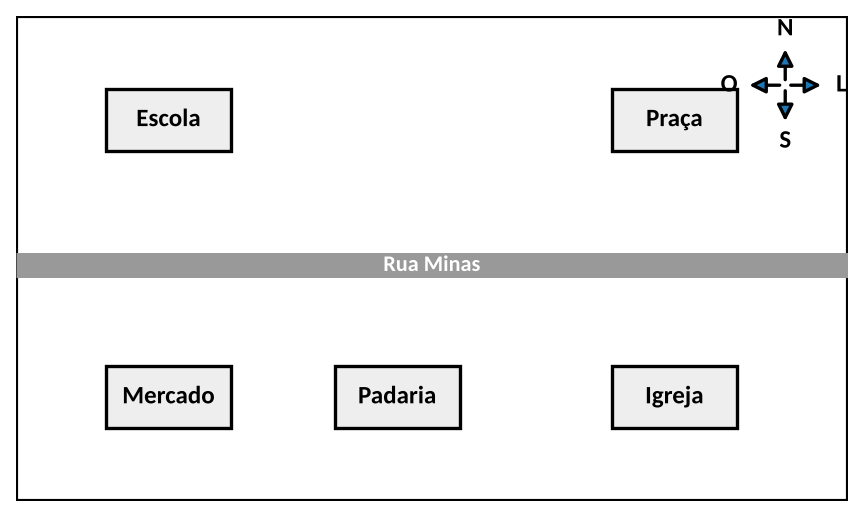 N
O
L
Escola
Praça
S
Rua Minas
Mercado
Padaria
Igreja